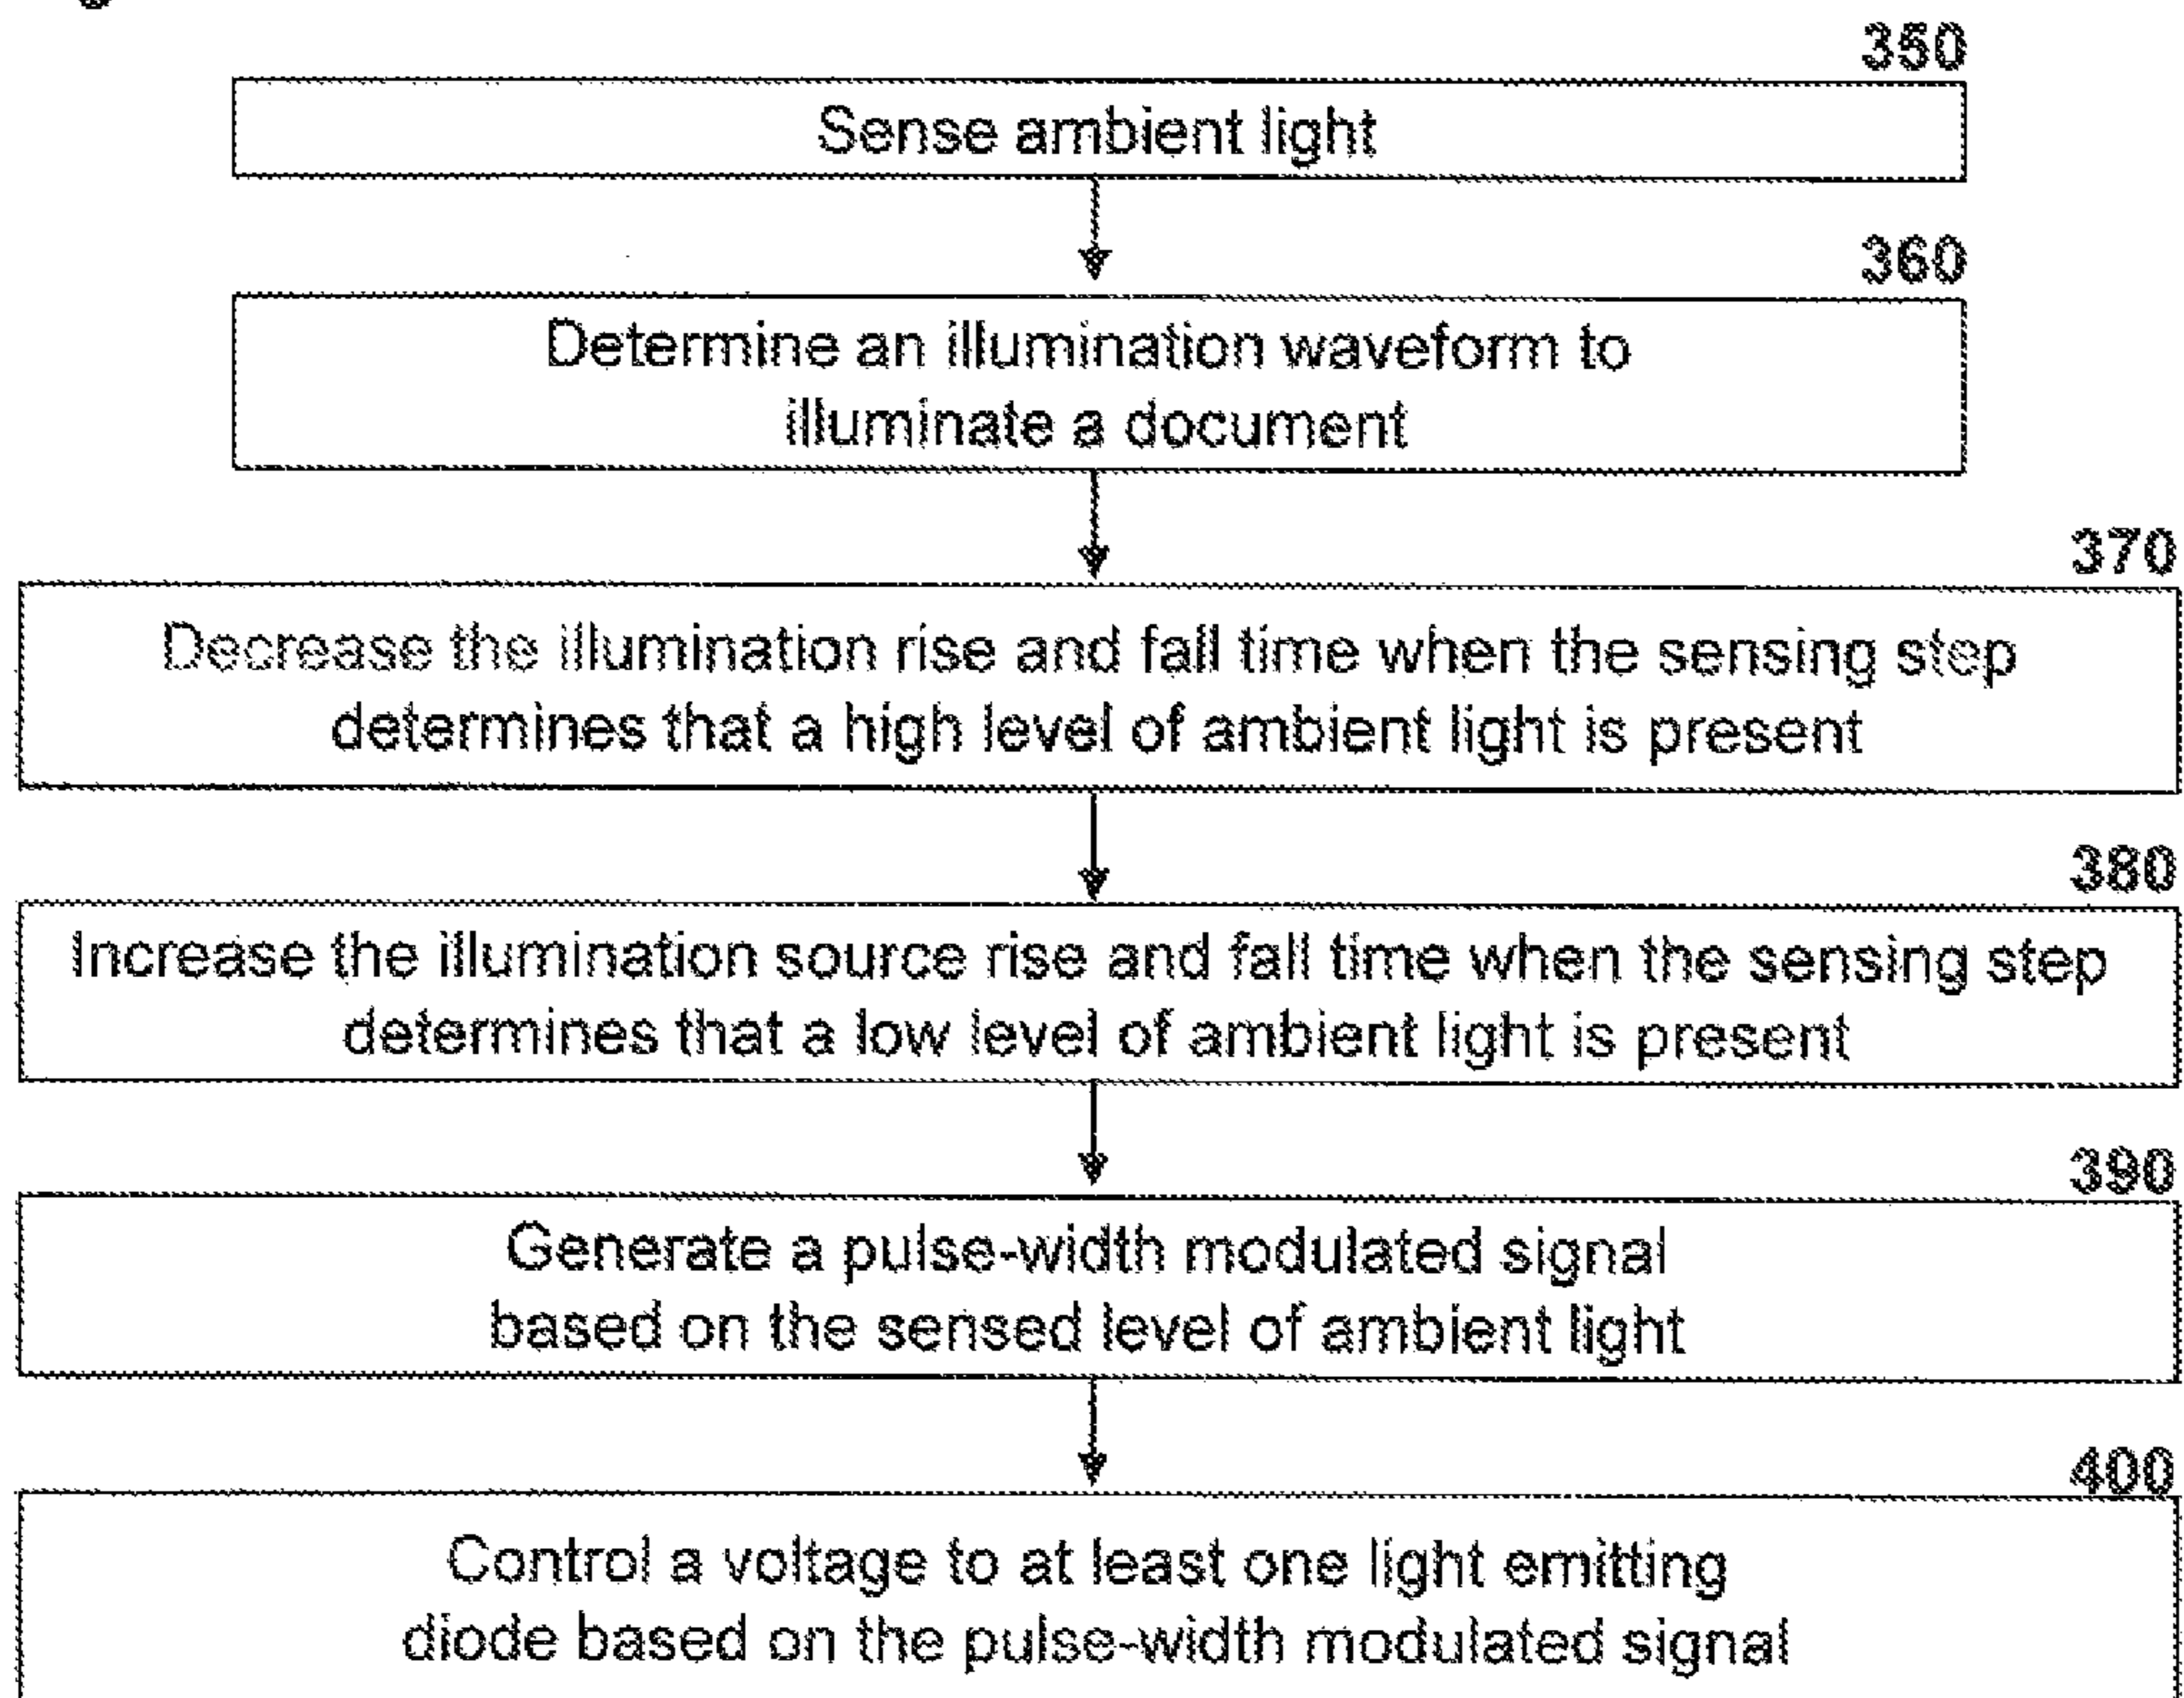 350
Sense ambient light
360
Determine an illumination waveform to
illuminate a document
370
Decrease the illumination rise and fall time when the sensing step
determines that a high level of ambient light is present
380
Increase the illumination source rise and fall time when the sensing step
determines that a low level of ambient light is present
390
Generate a pulse-width modulated signal
based on the sensed level of ambient light
400
Control a voltage to at least one light emitting
diode based on the pulse-width modulated signal